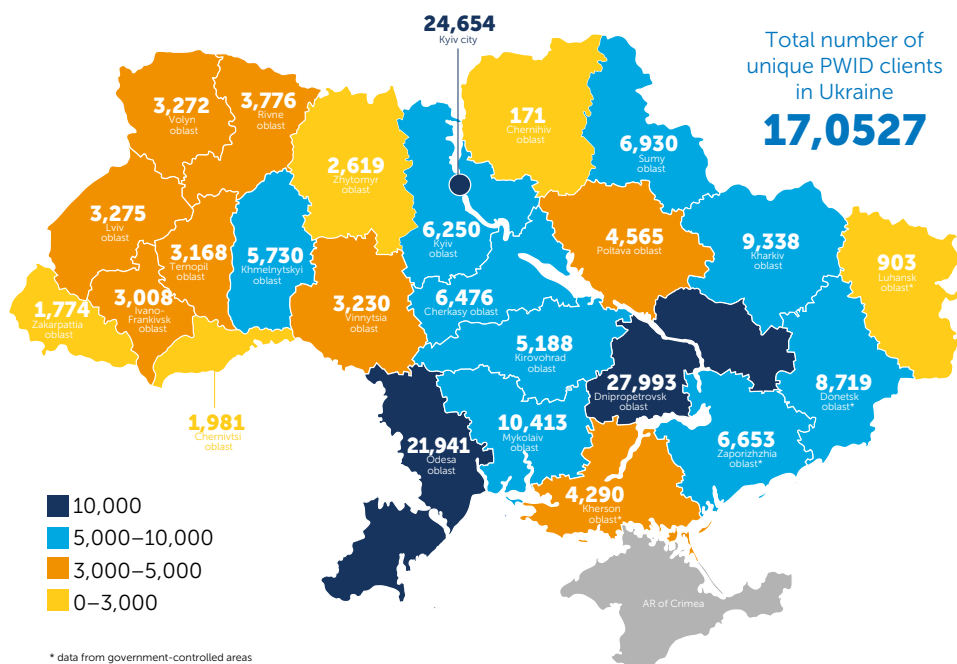 24,654
Kyiv city
Total number of
unique PWID clients
in Ukraine
17,0527
3,272
Volyn
oblast
3,776
Rivne
oblast
2,619
Zhytomyr
oblast
171
Chernihiv
oblast
6,930
Sumy
oblast
3,275
Lviv
oblast
3,168
Ternopil
oblast
5,730
Khmelnytskyi
oblast
6,250
Kyiv
oblast
4,565
Poltava oblast
9,338
Kharkiv
oblast
903
Luhansk
oblast*
1,774
Zakarpattia
oblast
3,008
Ivano-
Frankivsk
oblast
3,230
Vinnytsia
oblast
6,476
Cherkasy oblast
5,188
Kirovohrad
oblast
27,993
Dnipropetrovsk
oblast
8,719
Donetsk
oblast*
1,981
Chernivtsi
oblast
21,941
Odesa
oblast
10,413
Mykolaiv
oblast
6,653
Zaporizhzhia
oblast*
4,290
Kherson
oblast*
AR of Crimea
10,000
5,000–10,000
3,000–5,000
0–3,000
* data from government-controlled areas